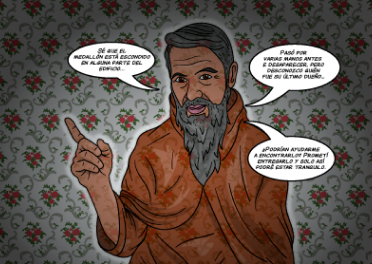 SÉ QUE EL
MEDALLÓN ESTÁ ESCONDIDO
EN ALGUNA PARTE DEL
EDIFICIO...
PASÓ POR
VARIAS MANOS ANTES
E DESAPARECER, PERO
DESCONOZCO QUIÉN
FUE SU ÚLTIMO DUEÑO.
¿PODRÍAN AYUDARME
A ENCONTRARLO? PROMETÍ
ENTREGARLO Y SOLO ASÍ
PODRÉ ESTAR TRANQUILO.